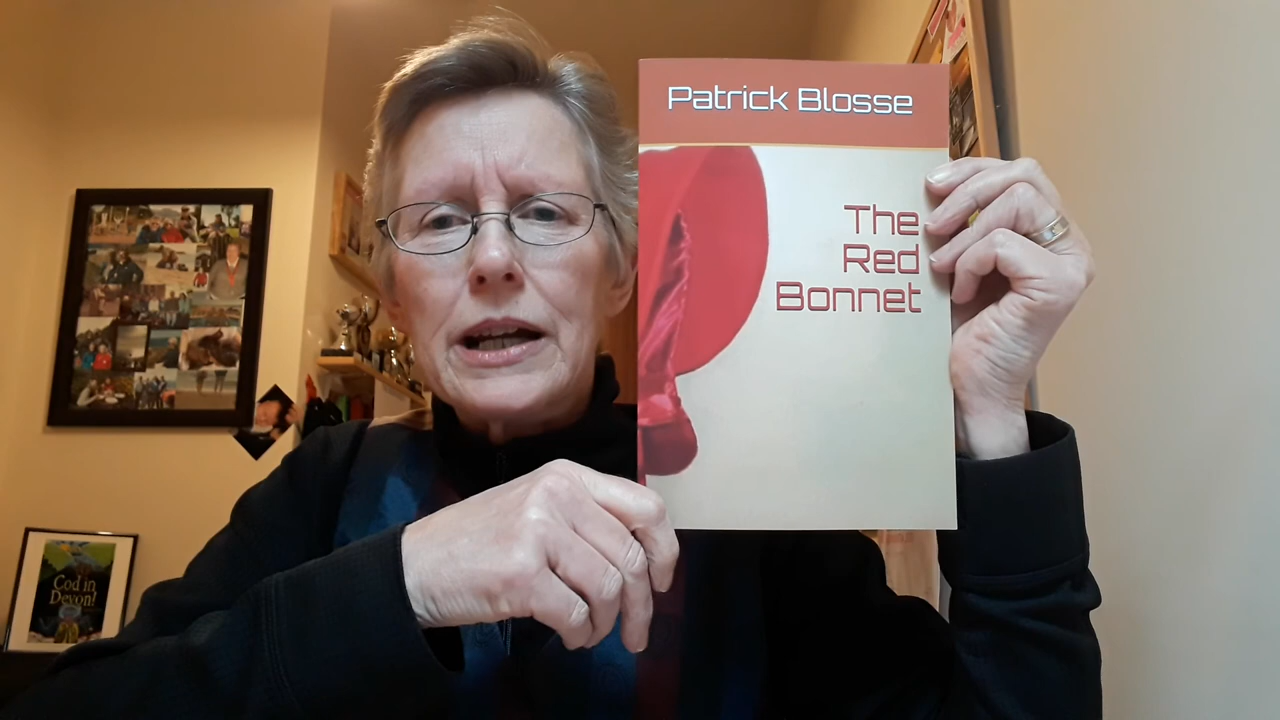 Patrick Blosse
The
Red
Bonnet
Cod in
Devon!